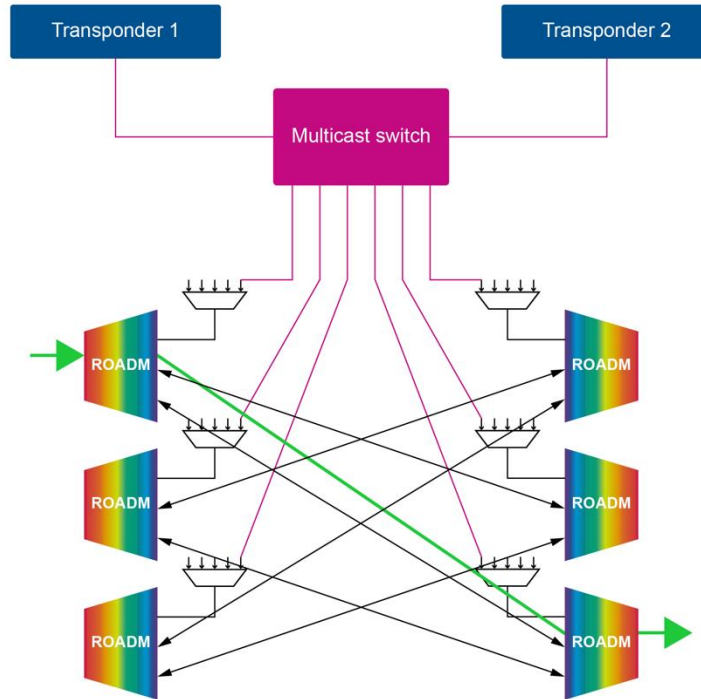 Transponder 1
Transponder 2
Multicast switch
ROADM
ROADM
ROADM
ROADM
ROADM
ROADM